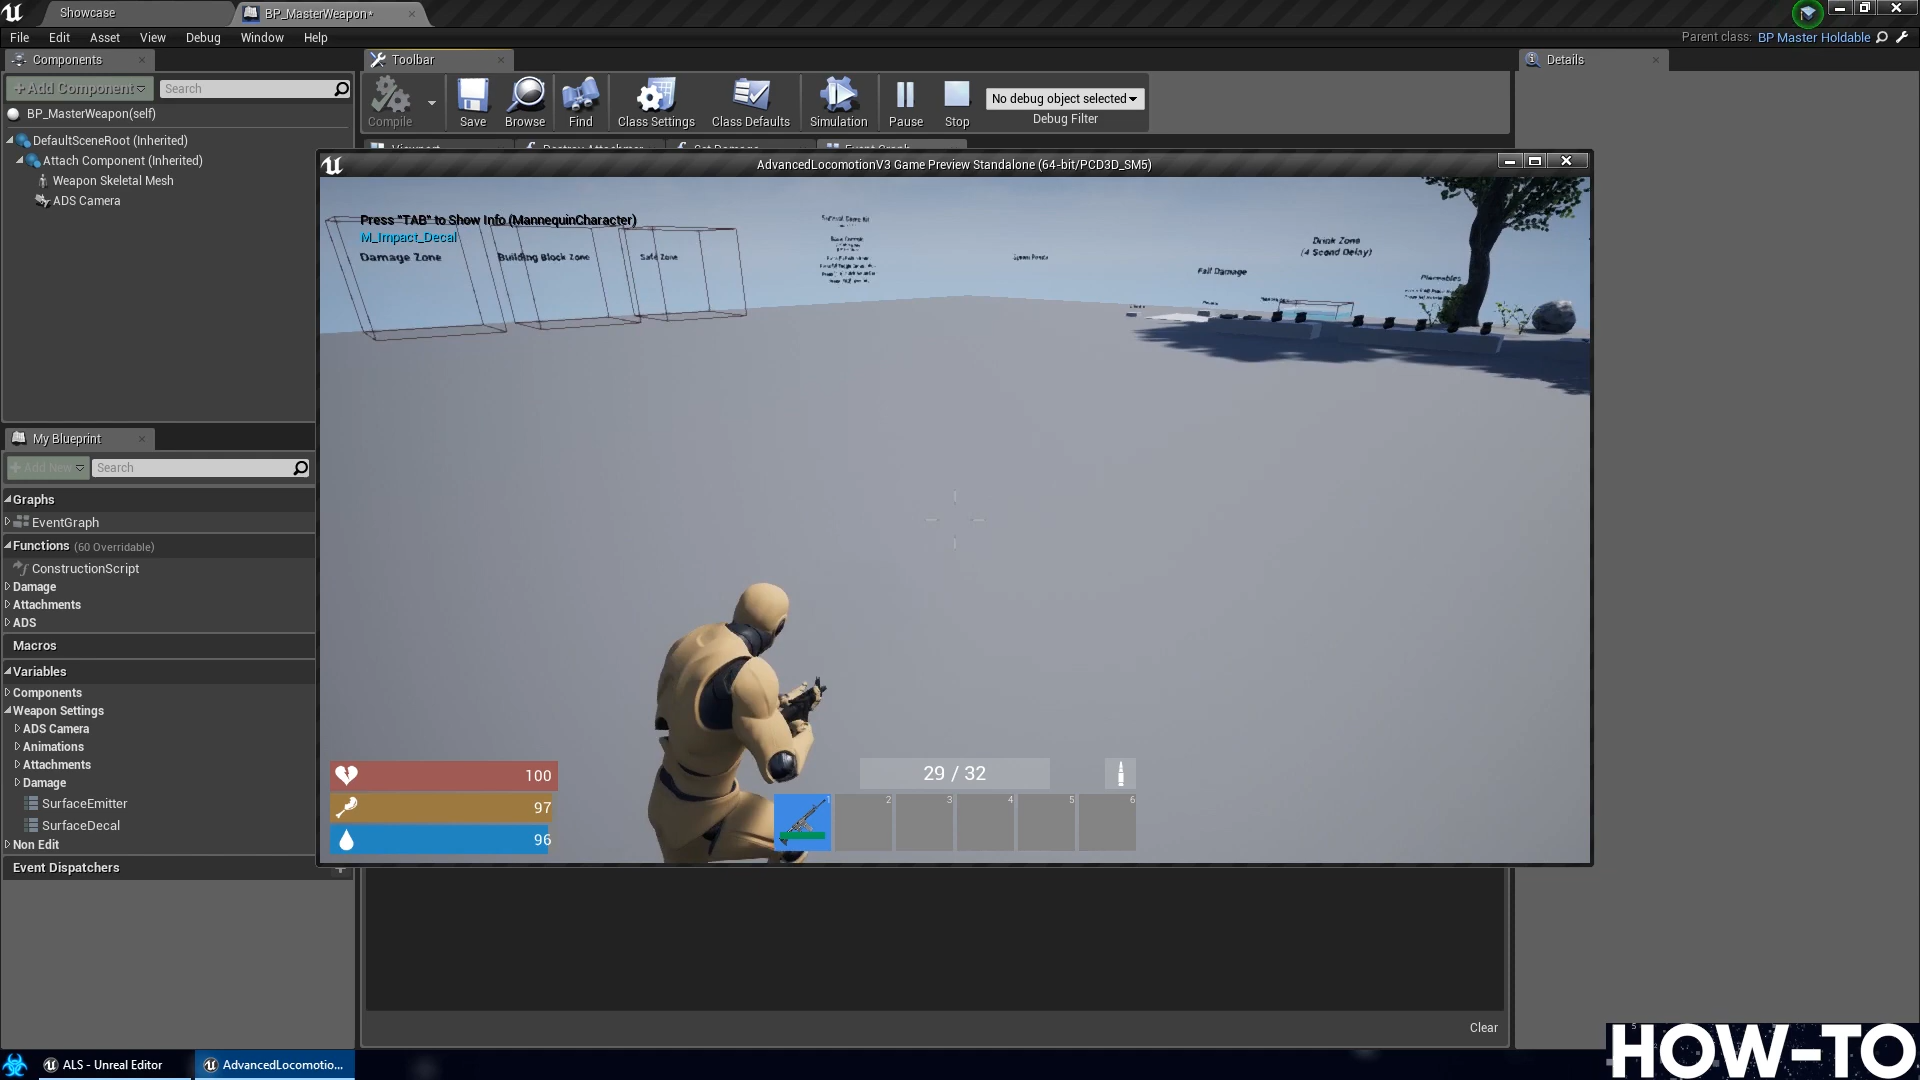 Showcase
BP_MasterWeapon*
File Edit Asset View Debug Window Help
Parent class: BP Master Holdable
Components
Toolbar
Details
Add Component
Search
Compile
Save
Browse
Find
Class Settings
Class Defaults
Simulation
Pause
Stop
No debug object selected
Debug Filter
BP_MasterWeapon(self)
DefaultSceneRoot (Inherited)
Attach Component (Inherited)
Weapon Skeletal Mesh
ADS Camera
AdvancedLocomotionV3 Game Preview Standalone (64-bit/PCD3D_SM5)
Press "TAB" to Show Info (MannequinCharacter)
M_Impact_Decal
Damage Zone
Building Block Zone
Safe Zone
Spawn Points
Fall Damage
Drink Zone
(4 Second Delay)
Placeables
My Blueprint
Add New
Search
Graphs
EventGraph
Functions (60 Overridable)
ConstructionScript
Damage
Attachments
ADS
Macros
Variables
Components
Weapon Settings
ADS Camera
Animations
Attachments
Damage
SurfaceEmitter
SurfaceDecal
Non Edit
Event Dispatchers
100
97
96
29 / 32
1 2 3 4 5 6
Clear
ALS - Unreal Editor
AdvancedLocomotio...
HOW-TO